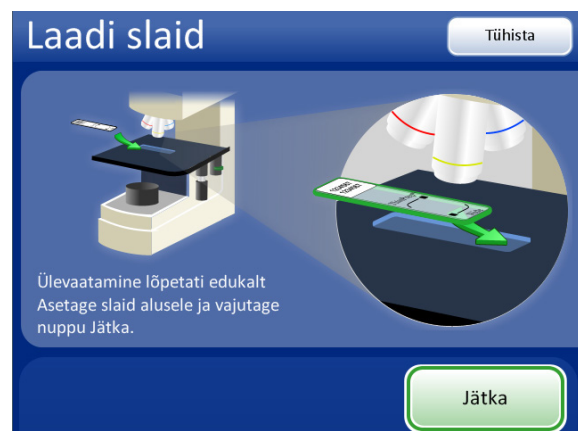 Laadi slaid
Tühista
Ülevaatamine lõpetati edukalt
Asetage slaid alusele ja vajutage
nuppu Jätka.
Jätka